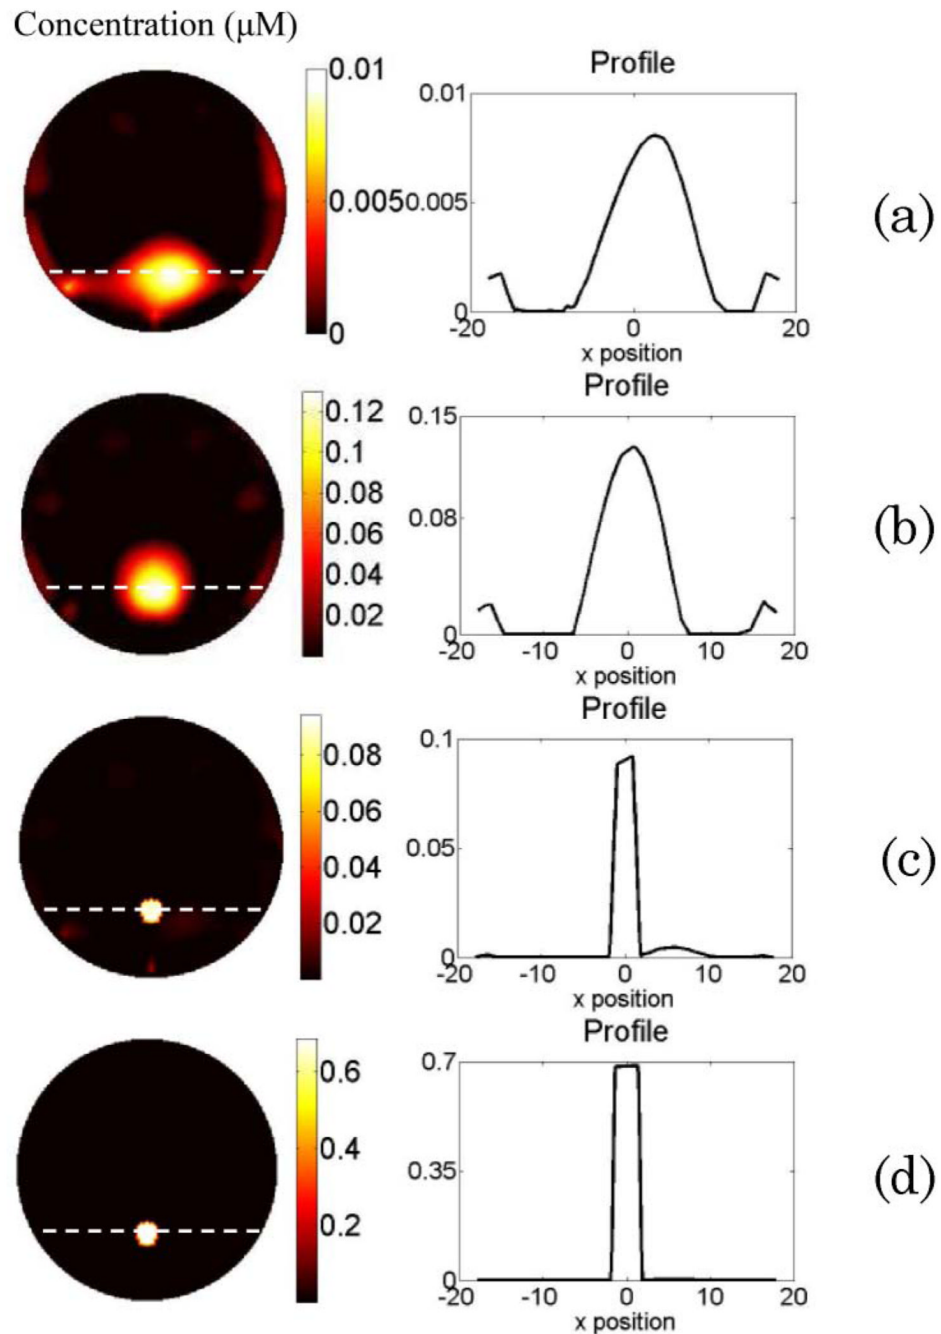 Concentration (μM)
0.01
0.005
0
Profile
0.01
0.005
0
-20 0 20
x position
(a)
0.12
0.1
0.08
0.06
0.04
0.02
Profile
0.15
0.08
0
-20 -10 0 10 20
x position
(b)
0.08
0.06
0.04
0.02
Profile
0.1
0.05
0
-20 -10 0 10 20
x position
(c)
0.6
0.4
0.2
Profile
0.7
0.35
0
-20 -10 0 10 20
x position
(d)